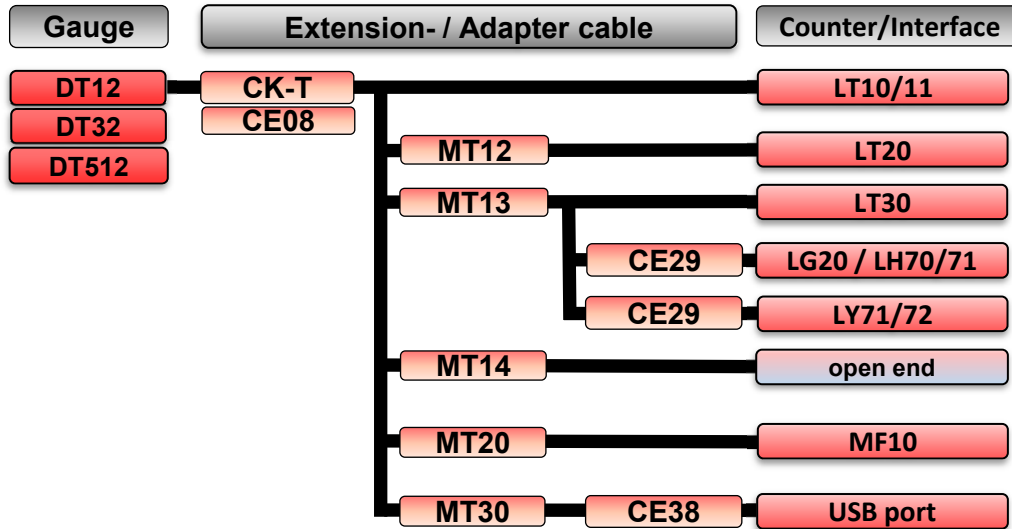 Gauge
Extension- / Adapter cable
Counter/Interface
DT12
CK-T
LT10/11
DT32
CE08
DT512
MT12
LT20
MT13
LT30
CE29
LG20 / LH70/71
CE29
LY71/72
MT14
open end
MT20
MF10
MT30
CE38
USB port